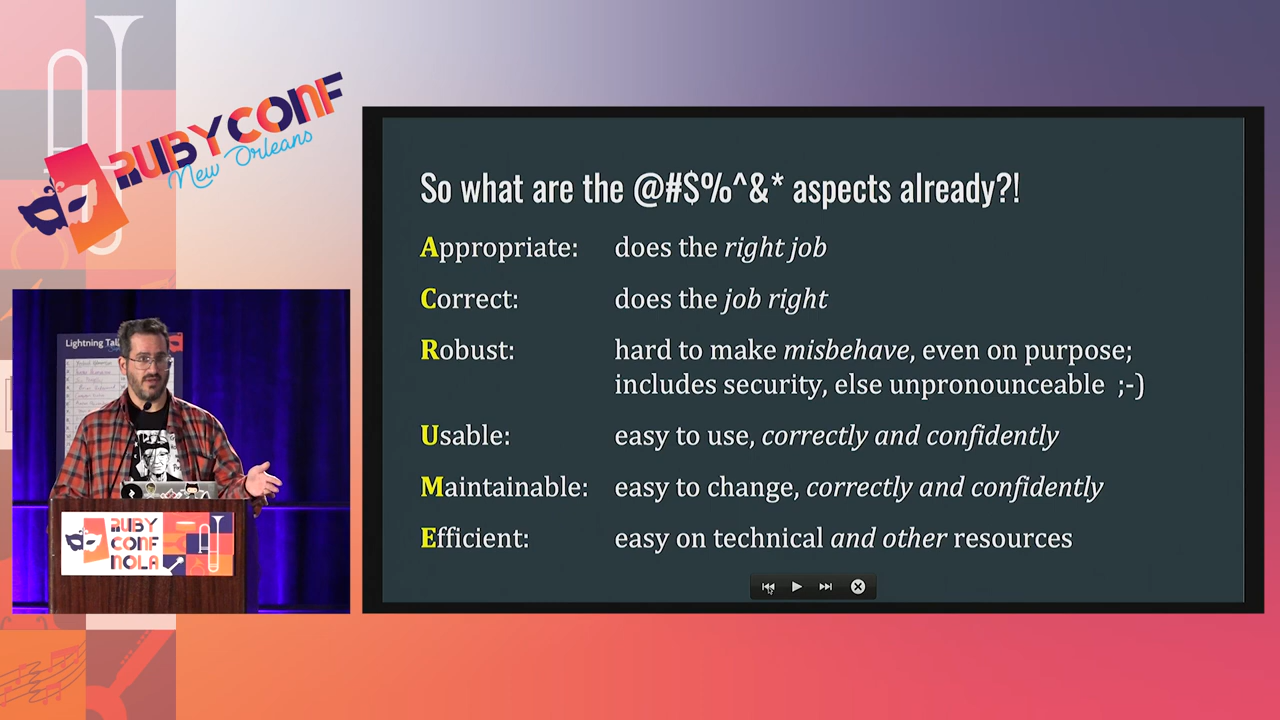 RUBYCONF
New Orleans
So what are the @#$%^&* aspects already?!
Appropriate: does the right job
Correct: does the job right
Robust: hard to make misbehave, even on purpose;
includes security, else unpronounceable ;-)
Usable: easy to use, correctly and confidently
Maintainable: easy to change, correctly and confidently
Efficient: easy on technical and other resources
Lightning Tal
RUBY
CONF
NOLA